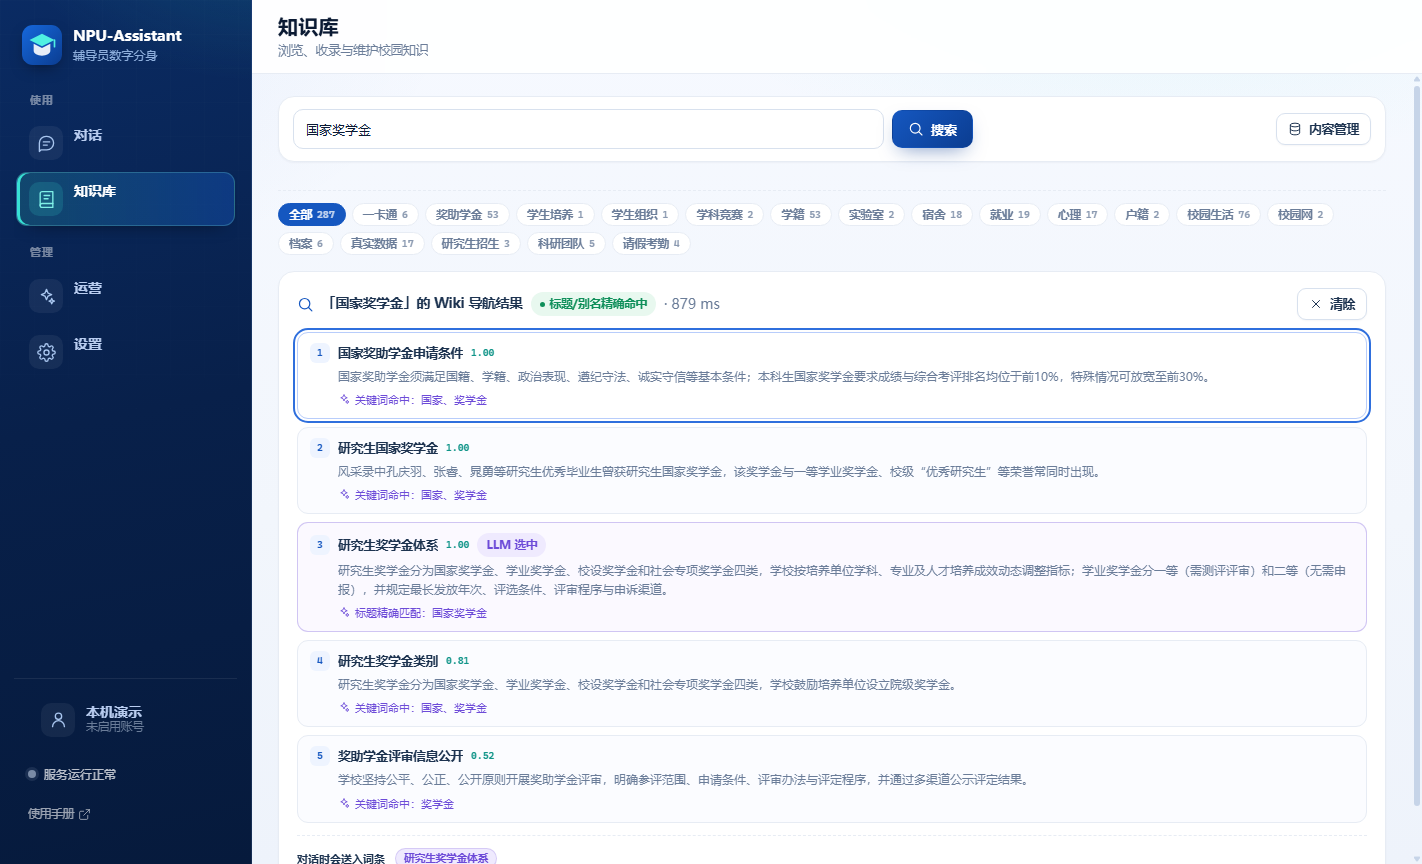 NPU-Assistant
辅导员数字分身
使用
对话
知识库
管理
运营
设置
本机演示
未启用账号
服务运行正常
使用手册
知识库
浏览、收录与维护校园知识
国家奖学金
搜索
内容管理
全部 287 一卡通 6 奖助学金 53 学生培养 1 学生组织 1 学科竞赛 2 学籍 53 实验室 2 宿舍 18 就业 19 心理 17 户籍 2 校园生活 76 校园网 2
档案 6 真实数据 17 研究生招生 3 科研团队 5 请假考勤 4
「国家奖学金」的 Wiki 导航结果 标题/别名精确命中 · 879 ms 清除
1 国家奖助学金申请条件 1.00
国家奖助学金须满足国籍、学籍、政治表现、遵纪守法、诚实守信等基本条件；本科生国家奖学金要求成绩与综合考评排名均位于前10%，特殊情况可放宽至前30%。
关键词命中：国家、奖学金
2 研究生国家奖学金 1.00
风采录中孔庆羽、张睿、晁勇等研究生优秀毕业生曾获研究生国家奖学金，该奖学金与一等学业奖学金、校级“优秀研究生”等荣誉常同时出现。
关键词命中：国家、奖学金
3 研究生奖学金体系 1.00 LLM 选中
研究生奖学金分为国家奖学金、学业奖学金、校设奖学金和社会专项奖学金四类，学校按培养单位学科、专业及人才培养成效动态调整指标；学业奖学金分一等（需测评评审）和二等（无需申
报），并规定最长发放年次、评选条件、评审程序与申诉渠道。
标题精确匹配：国家奖学金
4 研究生奖学金类别 0.81
研究生奖学金分为国家奖学金、学业奖学金、校设奖学金和社会专项奖学金四类，学校鼓励培养单位设立院级奖学金。
关键词命中：国家、奖学金
5 奖助学金评审信息公开 0.52
学校坚持公平、公正、公开原则开展奖助学金评审，明确参评范围、申请条件、评审办法与评定程序，并通过多渠道公示评定结果。
关键词命中：奖学金
对话时会送入词条 研究生奖学金体系